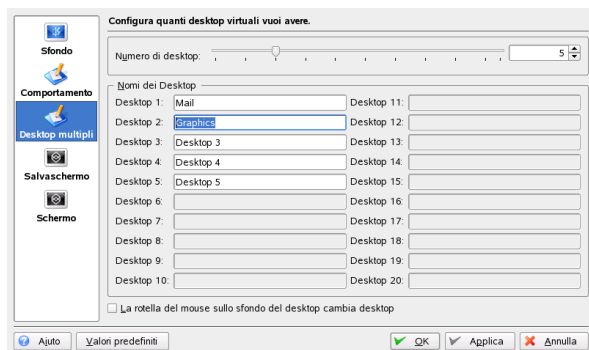 Configura quanti desktop virtuali vuoi avere.
Sfondo
Comportamento
Desktop multipli
Salvaschermo
Schermo
Numero di desktop: 5
Nomi dei Desktop
Desktop 1: Mail Desktop 11:
Desktop 2: Graphics Desktop 12:
Desktop 3: Desktop 3 Desktop 13:
Desktop 4: Desktop 4 Desktop 14:
Desktop 5: Desktop 5 Desktop 15:
Desktop 6: Desktop 16:
Desktop 7: Desktop 17:
Desktop 8: Desktop 18:
Desktop 9: Desktop 19:
Desktop 10: Desktop 20:
La rotella del mouse sullo sfondo del desktop cambia desktop
Aiuto Valori predefiniti OK Applica Annulla